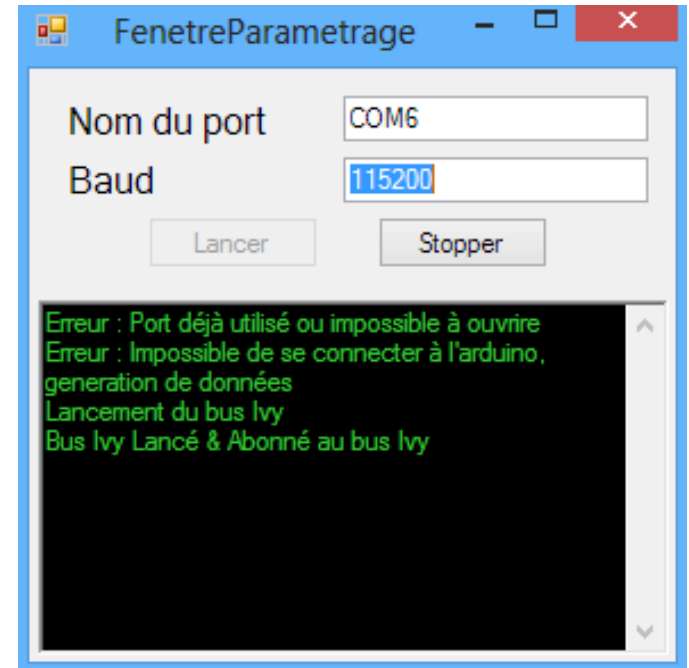 FenetreParametrage
Nom du port
COM6
Baud
115200
Lancer
Stopper
Erreur : Port déjà utilisé ou impossible à ouvrire
Erreur : Impossible de se connecter à l'arduino,
generation de données
Lancement du bus Ivy
Bus Ivy Lancé & Abonné au bus Ivy